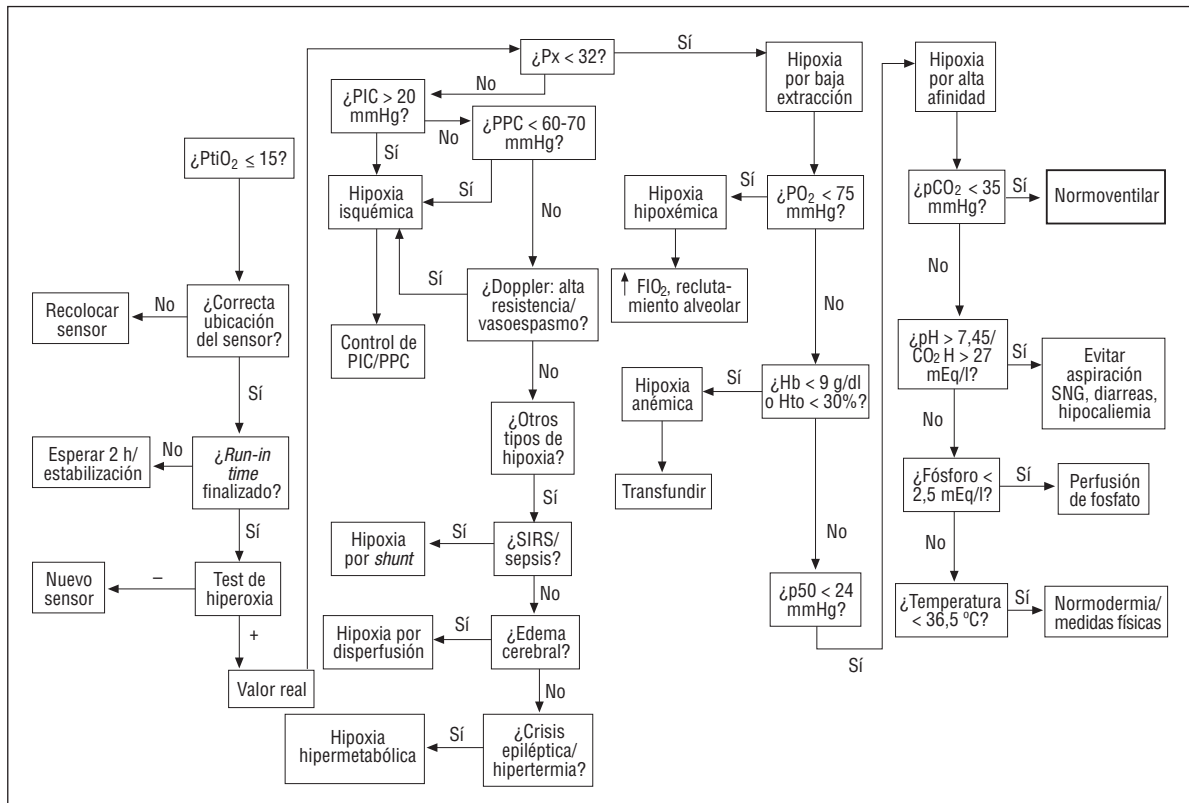 ¿PtiO₂ ≤ 15?
¿Correcta
ubicación
del sensor?
No
Recolocar
sensor
Sí
¿Run-in
time
finalizado?
No
Esperar 2 h/
estabilización
Sí
Test de
hiperoxia
–
Nuevo
sensor
+
Valor real
¿Px < 32?
No
¿PIC > 20
mmHg?
No
¿PPC < 60-70
mmHg?
Sí
Sí
Hipoxia
isquémica
No
Sí
¿Doppler: alta
resistencia/
vasoespasmo?
Control de
PIC/PPC
No
¿Otros
tipos de
hipoxia?
Sí
¿SIRS/
sepsis?
Sí
Hipoxia
por shunt
No
¿Edema
cerebral?
Sí
Hipoxia por
disperfusión
No
¿Crisis
epiléptica/
hipertermia?
Sí
Hipoxia
hipermetabólica
Sí
Hipoxia
por baja
extracción
¿PO₂ < 75
mmHg?
Sí
Hipoxia
hipoxémica
↑ FIO₂, recluta-
miento alveolar
No
¿Hb < 9 g/dl
o Hto < 30%?
Sí
Hipoxia
anémica
Transfundir
No
¿p50 < 24
mmHg?
Sí
Hipoxia
por alta
afinidad
¿pCO₂ < 35
mmHg?
Sí
Normoventilar
No
¿pH > 7,45/
CO₂ H > 27
mEq/l?
Sí
Evitar
aspiración
SNG, diarreas,
hipocaliemia
No
¿Fósforo <
2,5 mEq/l?
Sí
Perfusión
de fosfato
No
¿Temperatura
< 36,5 ºC?
Sí
Normodermia/
medidas físicas